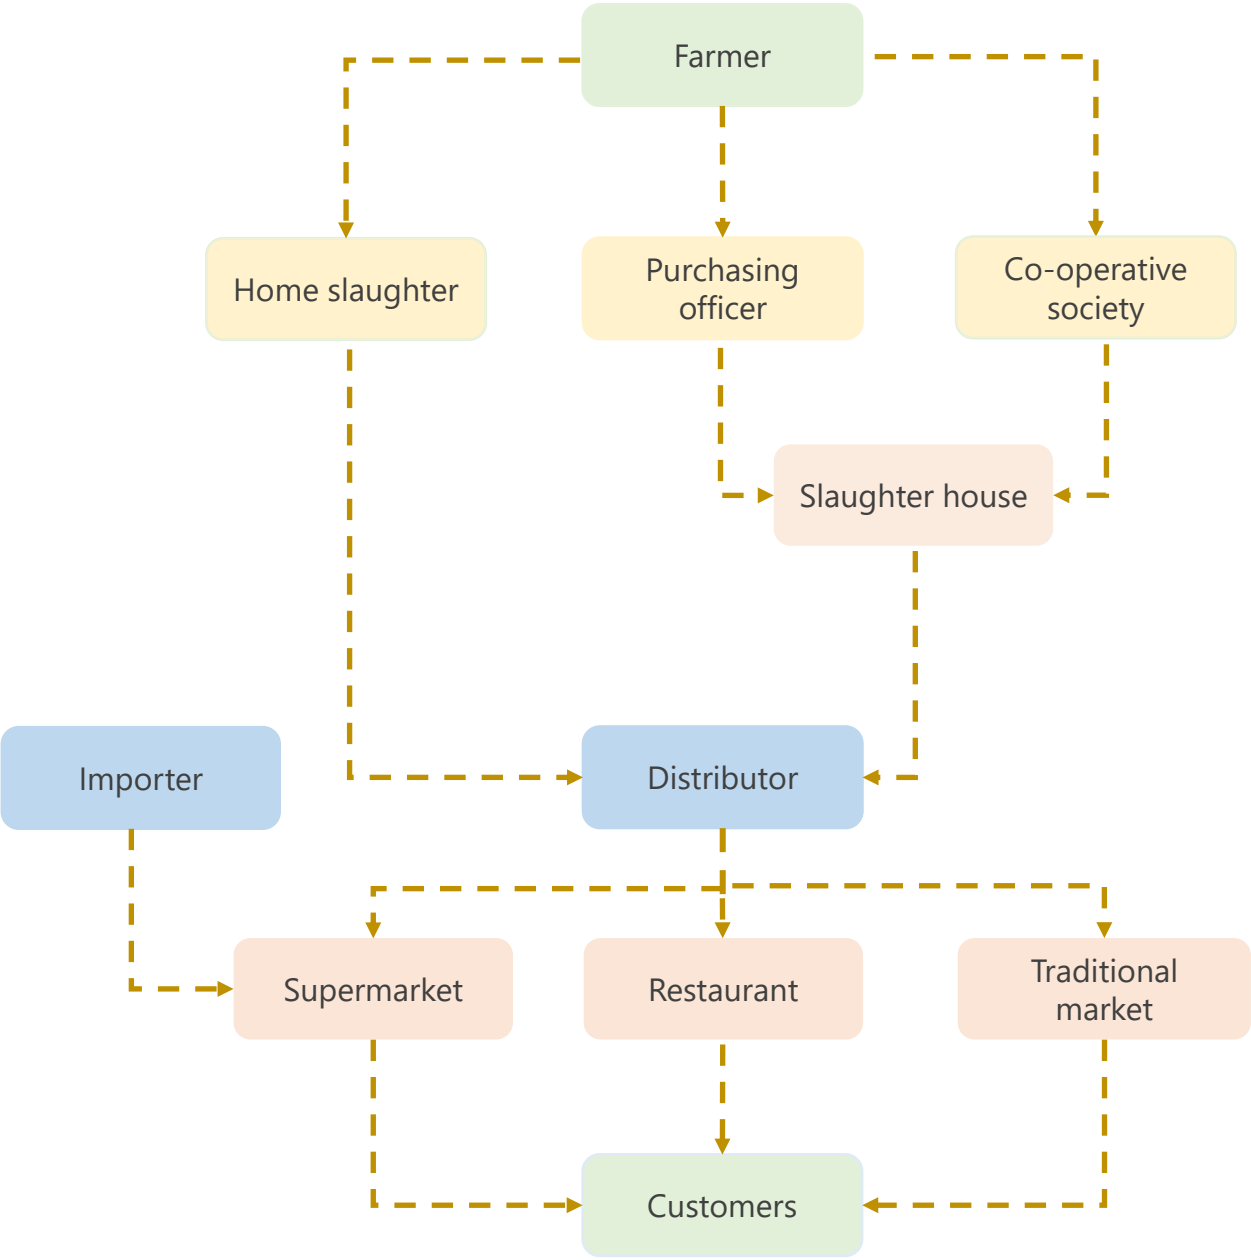 Farmer
Home slaughter
Purchasing
officer
Co-operative
society
Slaughter house
Importer
Distributor
Supermarket
Restaurant
Traditional
market
Customers